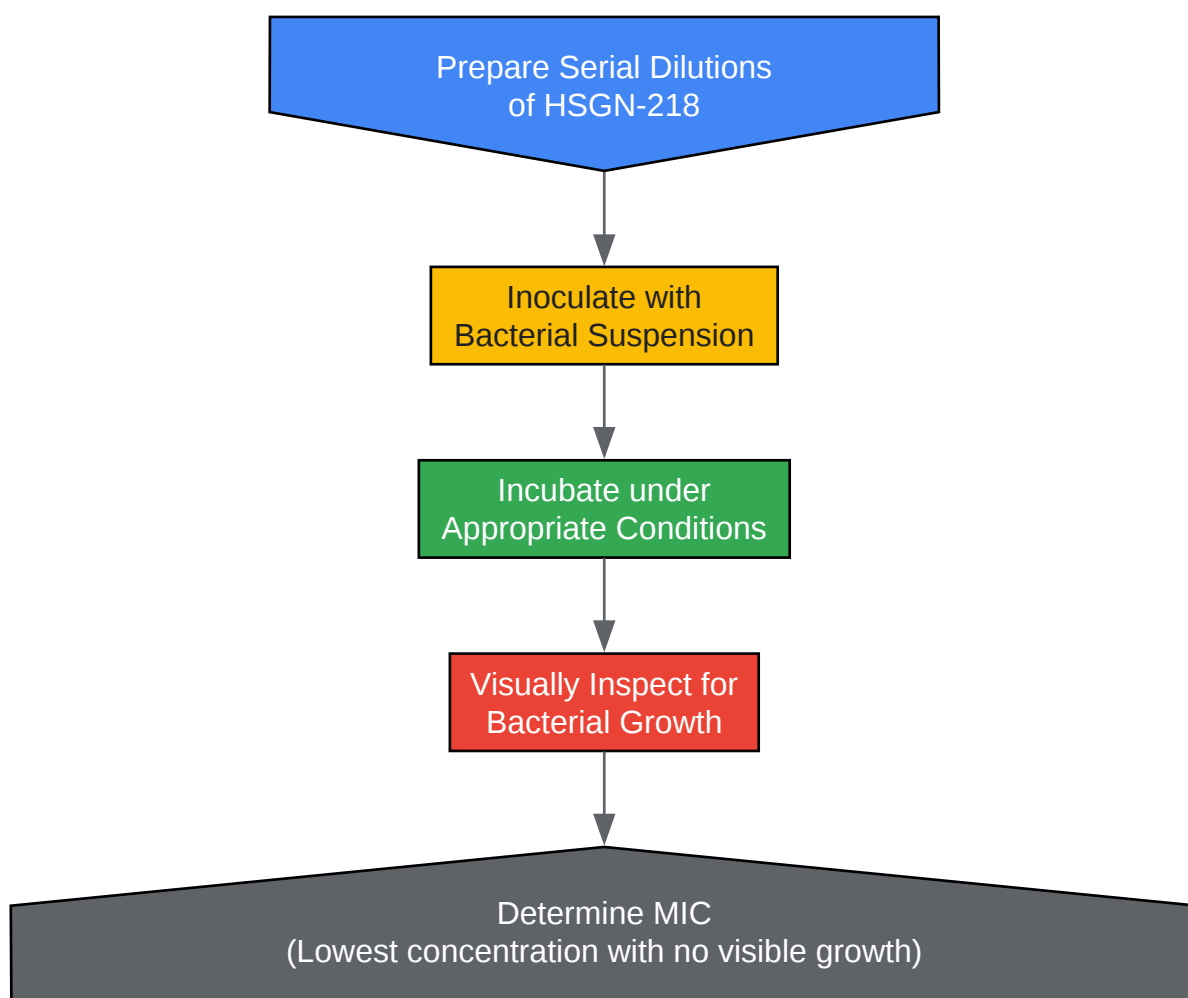 Prepare Serial Dilutions
of HSGN-218
Inoculate with
Bacterial Suspension
Incubate under
Appropriate Conditions
Visually Inspect for
Bacterial Growth
Determine MIC
(Lowest concentration with no visible growth)